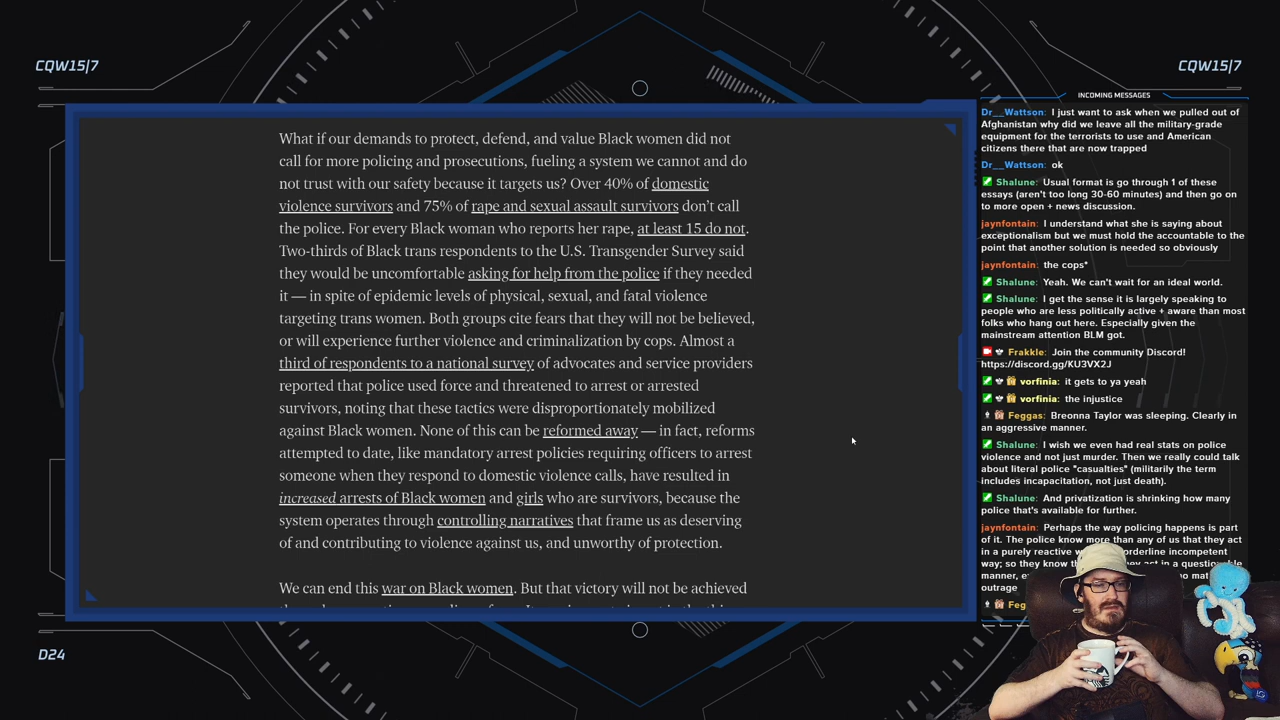 CQW15|7
CQW15|7
What if our demands to protect, defend, and value Black women did not
call for more policing and prosecutions, fueling a system we cannot and do
not trust with our safety because it targets us? Over 40% of domestic
violence survivors and 75% of rape and sexual assault survivors don’t call
the police. For every Black woman who reports her rape, at least 15 do not.
Two-thirds of Black trans respondents to the U.S. Transgender Survey said
they would be uncomfortable asking for help from the police if they needed
it — in spite of epidemic levels of physical, sexual, and fatal violence
targeting trans women. Both groups cite fears that they will not be believed,
or will experience further violence and criminalization by cops. Almost a
third of respondents to a national survey of advocates and service providers
reported that police used force and threatened to arrest or arrested
survivors, noting that these tactics were disproportionately mobilized
against Black women. None of this can be reformed away — in fact, reforms
attempted to date, like mandatory arrest policies requiring officers to arrest
someone when they respond to domestic violence calls, have resulted in
increased arrests of Black women and girls who are survivors, because the
system operates through controlling narratives that frame us as deserving
of and contributing to violence against us, and unworthy of protection.
We can end this war on Black women. But that victory will not be achieved
INCOMING MESSAGES
Dr__Wattson: I just want to ask when we pulled out of
Afghanistan why did we leave all the military-grade
equipment for the terrorists to use and American
citizens there that are now trapped
Dr__Wattson: ok
Shalune: Usual format is go through 1 of these
essays (aren't too long 30-60 minutes) and then go on
to more open + news discussion.
jaynfontain: I understand what she is saying about
exceptionalism but we must hold the accountable to the
point that another solution is needed so obviously
jaynfontain: the cops*
Shalune: Yeah. We can't wait for an ideal world.
Shalune: I get the sense it is largely speaking to
people who are less politically active + aware than most
folks who hang out here. Especially given the
mainstream attention BLM got.
Frakkle: Join the community Discord!
https://discord.gg/KU3VX2J
vorfinia: it gets to ya yeah
vorfinia: the injustice
Feggas: Breonna Taylor was sleeping. Clearly in
an aggressive manner.
Shalune: I wish we even had real stats on police
violence and not just murder. Then we really could talk
about literal police "casualties" (militarily the term
includes incapacitation, not just death).
Shalune: And privatization is shrinking how many
police that's available for further.
jaynfontain: Perhaps the way policing happens is part
of it. The police know more than any of us that they act
in a purely reactive borderline incompetent
way; so they know act in a
manner, no
outrage
Feg
D24